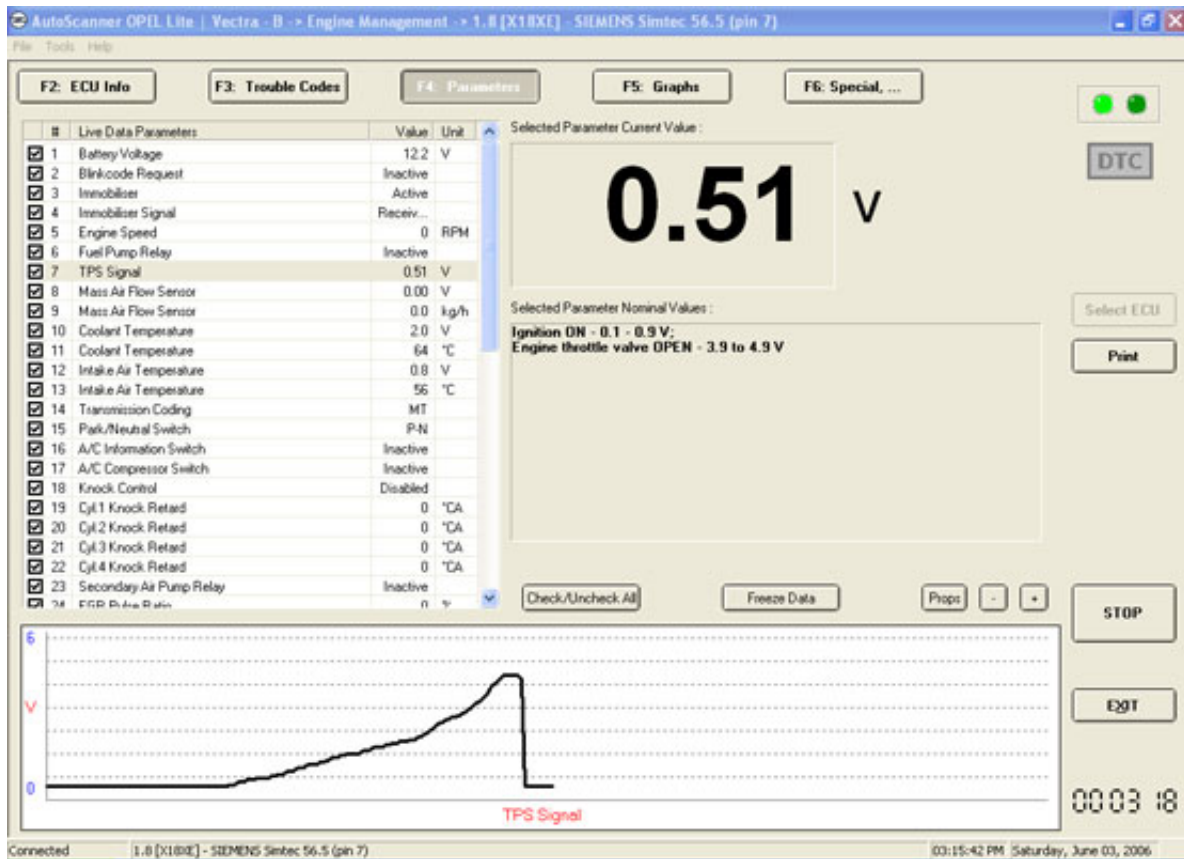 AutoScanner OPEL Lite | Vectra - B -> Engine Management -> 1.8 [X18XE] - SIEMENS Simtec 56.5 (pin 7)
File Tools Help
F2: ECU Info F3: Trouble Codes F4: Parameters F5: Graphs F6: Special, ...
# Live Data Parameters Value Unit
1 Battery Voltage 12.2 V
2 Blinkcode Request Inactive
3 Immobiliser Active
4 Immobiliser Signal Receiv...
5 Engine Speed 0 RPM
6 Fuel Pump Relay Inactive
7 TPS Signal 0.51 V
8 Mass Air Flow Sensor 0.00 V
9 Mass Air Flow Sensor 0.0 kg/h
10 Coolant Temperature 2.0 V
11 Coolant Temperature 64 °C
12 Intake Air Temperature 0.8 V
13 Intake Air Temperature 56 °C
14 Transmission Coding MT
15 Park/Neutral Switch P-N
16 A/C Information Switch Inactive
17 A/C Compressor Switch Inactive
18 Knock Control Disabled
19 Cyl.1 Knock Retard 0 °CA
20 Cyl.2 Knock Retard 0 °CA
21 Cyl.3 Knock Retard 0 °CA
22 Cyl.4 Knock Retard 0 °CA
23 Secondary Air Pump Relay Inactive
24 EGR Pulse Ratio 0 %
Selected Parameter Current Value :
0.51 V
Selected Parameter Nominal Values :
Ignition ON - 0.1 - 0.9 V;
Engine throttle valve OPEN - 3.9 to 4.9 V
Check/Uncheck All Freeze Data Props - +
DTC
Select ECU
Print
STOP
EXIT
00 03 18
6
V
0
TPS Signal
Connected 1.8 [X18XE] - SIEMENS Simtec 56.5 (pin 7) 03:15:42 PM Saturday, June 03, 2006